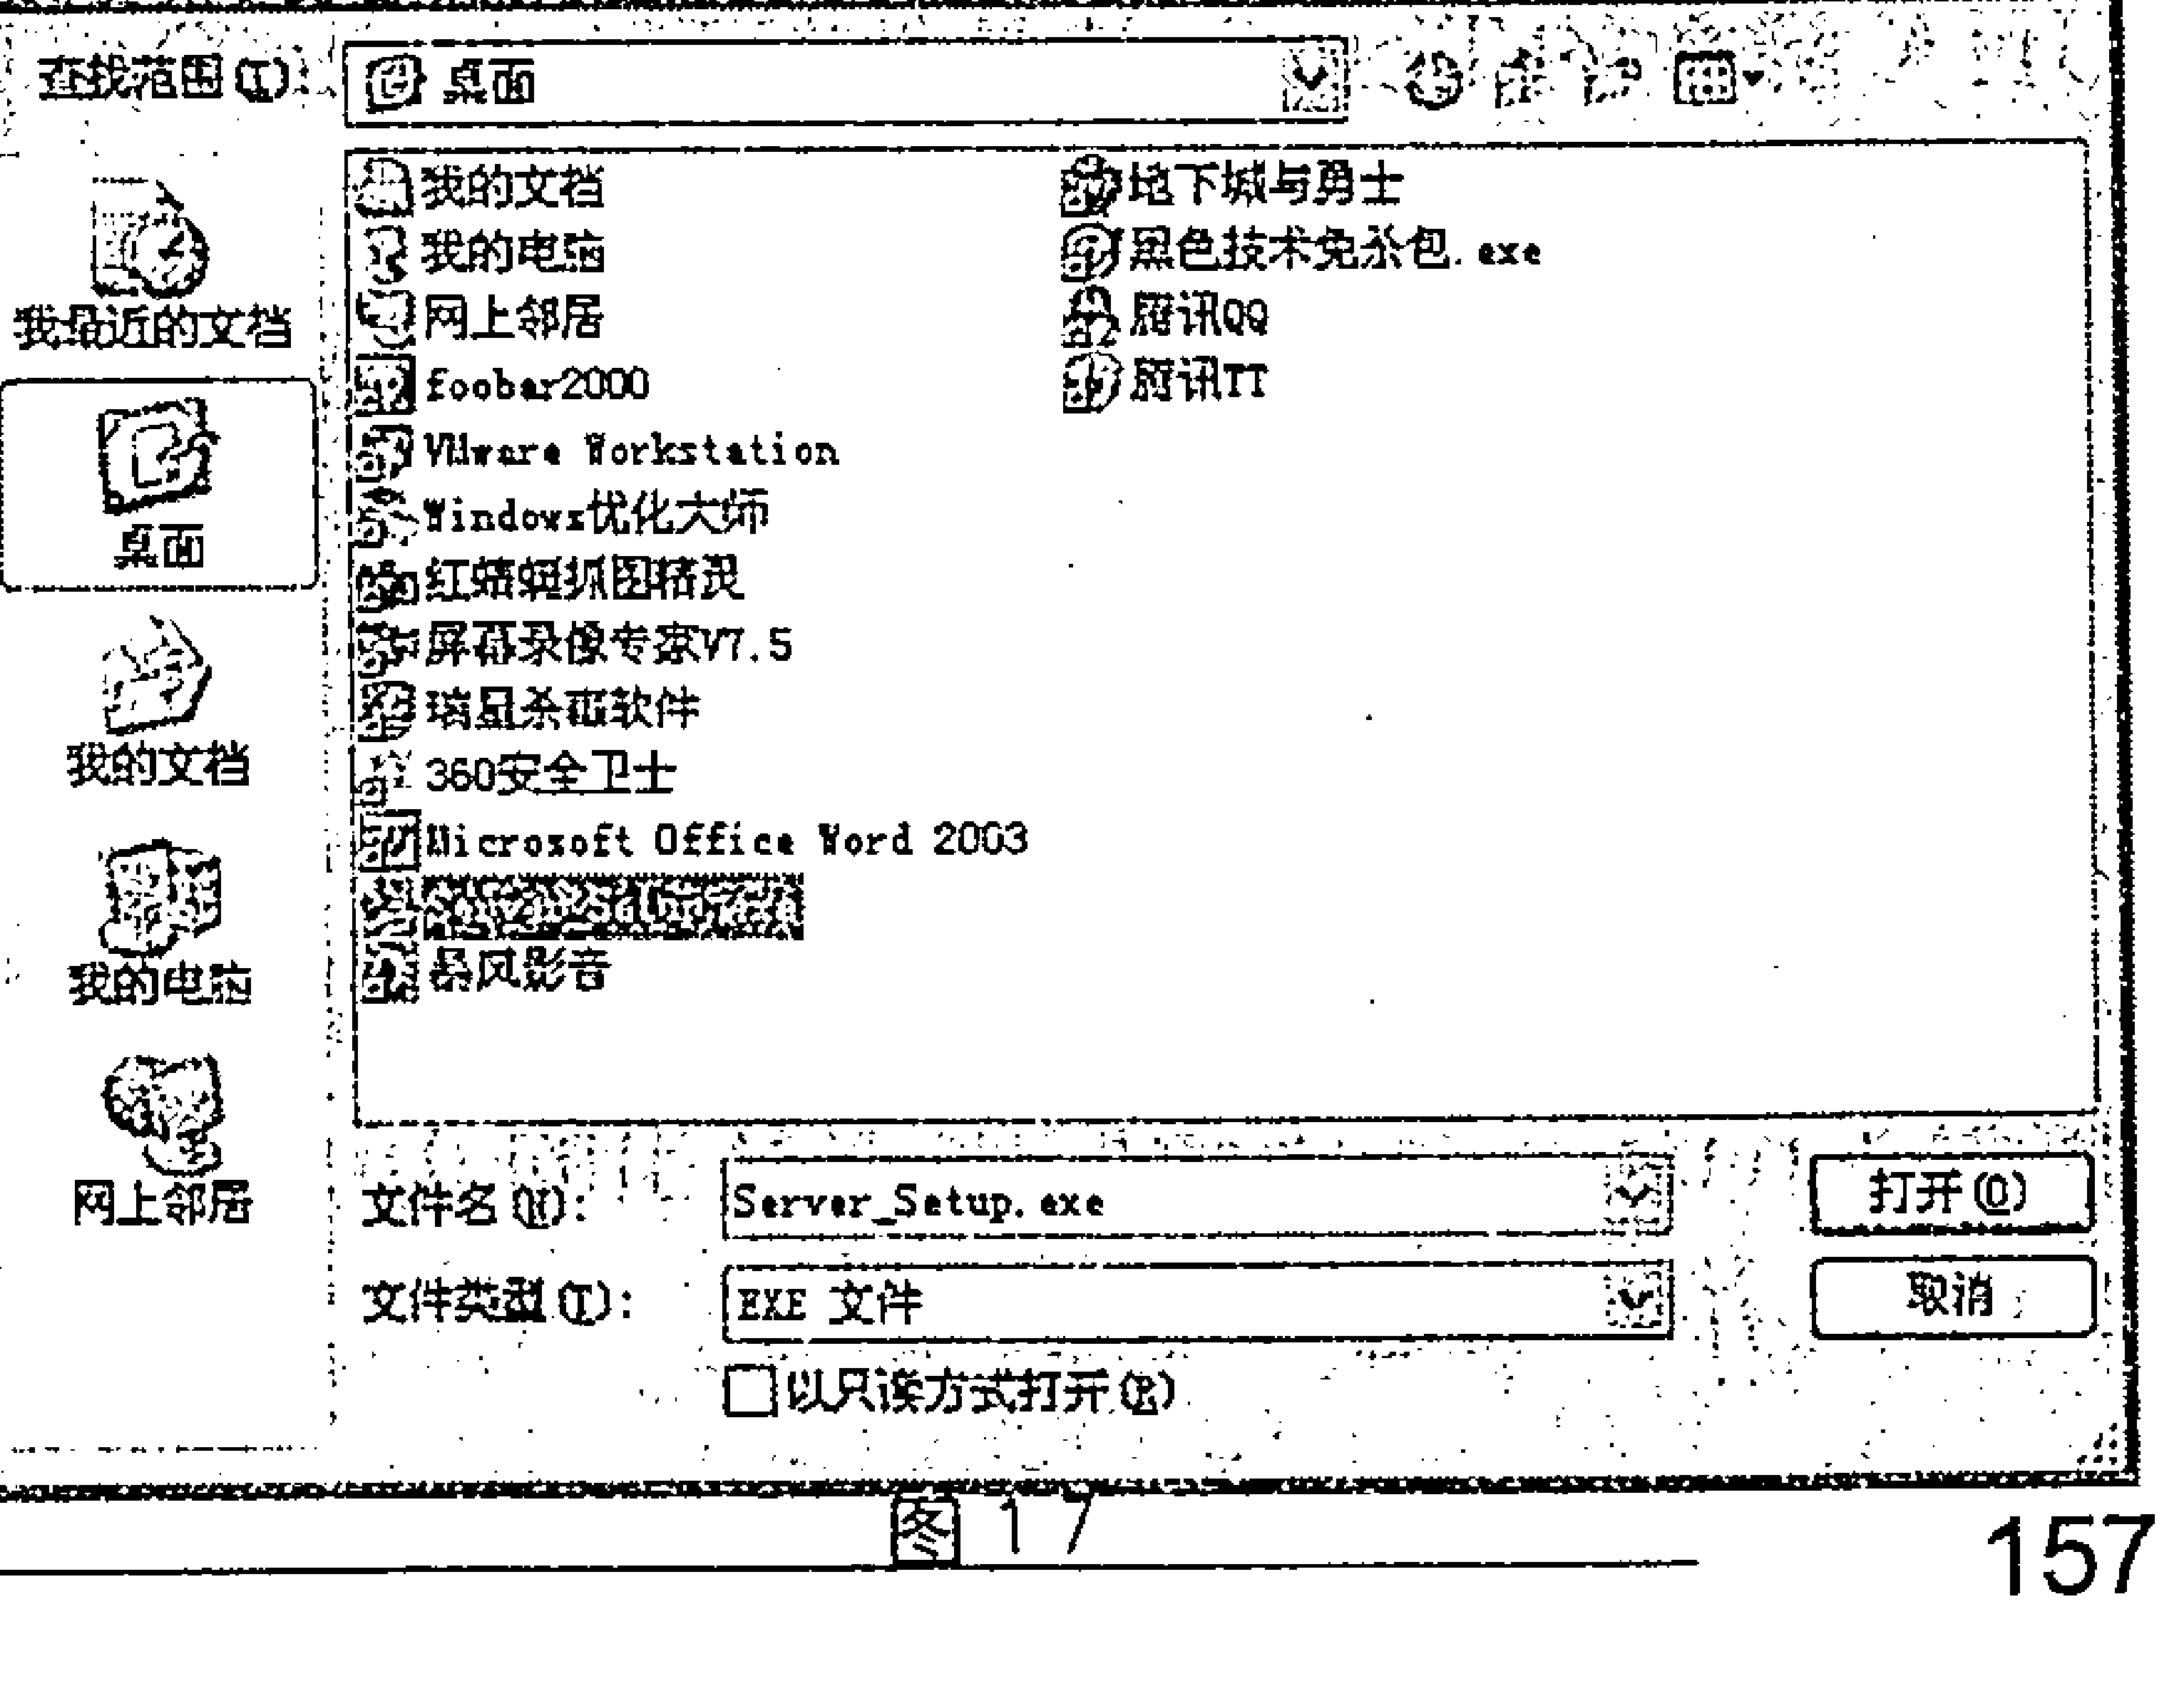 查找范围(I):
桌面
我最近的文档
桌面
我的文档
我的电脑
网上邻居
我的文档
我的电脑
网上邻居
foobar2000
VMware Workstation
Windows优化大师
红蜻蜓抓图精灵
屏幕录像专家V7.5
瑞星杀毒软件
360安全卫士
Microsoft Office Word 2003
暴风影音
地下城与勇士
黑色技术免杀包.exe
腾讯QQ
腾讯TT
文件名(N):
Server_Setup.exe
打开(O)
文件类型(T):
EXE 文件
取消
以只读方式打开(R)
图 17
157